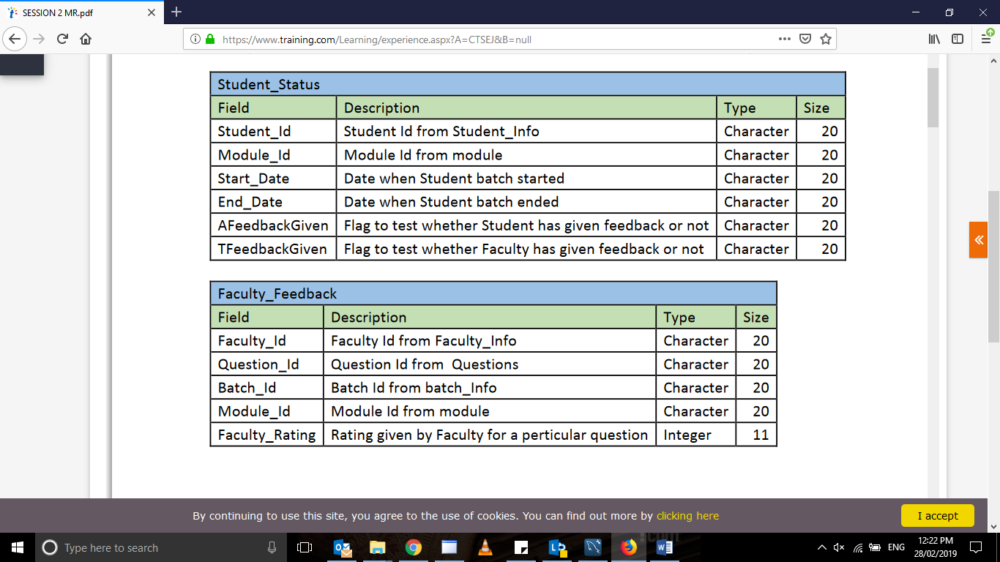 SESSION 2 MR.pdf
https://www.training.com/Learning/experience.aspx?A=CTSEJ&B=null
Student_Status
Field Description Type Size
Student_Id Student Id from Student_Info Character 20
Module_Id Module Id from module Character 20
Start_Date Date when Student batch started Character 20
End_Date Date when Student batch ended Character 20
AFeedbackGiven Flag to test whether Student has given feedback or not Character 20
TFeedbackGiven Flag to test whether Faculty has given feedback or not Character 20
Faculty_Feedback
Field Description Type Size
Faculty_Id Faculty Id from Faculty_Info Character 20
Question_Id Question Id from  Questions Character 20
Batch_Id Batch Id from batch_Info Character 20
Module_Id Module Id from module Character 20
Faculty_Rating Rating given by Faculty for a perticular question Integer 11
By continuing to use this site, you agree to the use of cookies. You can find out more by clicking here
I accept
Type here to search
ENG
12:22 PM
28/02/2019